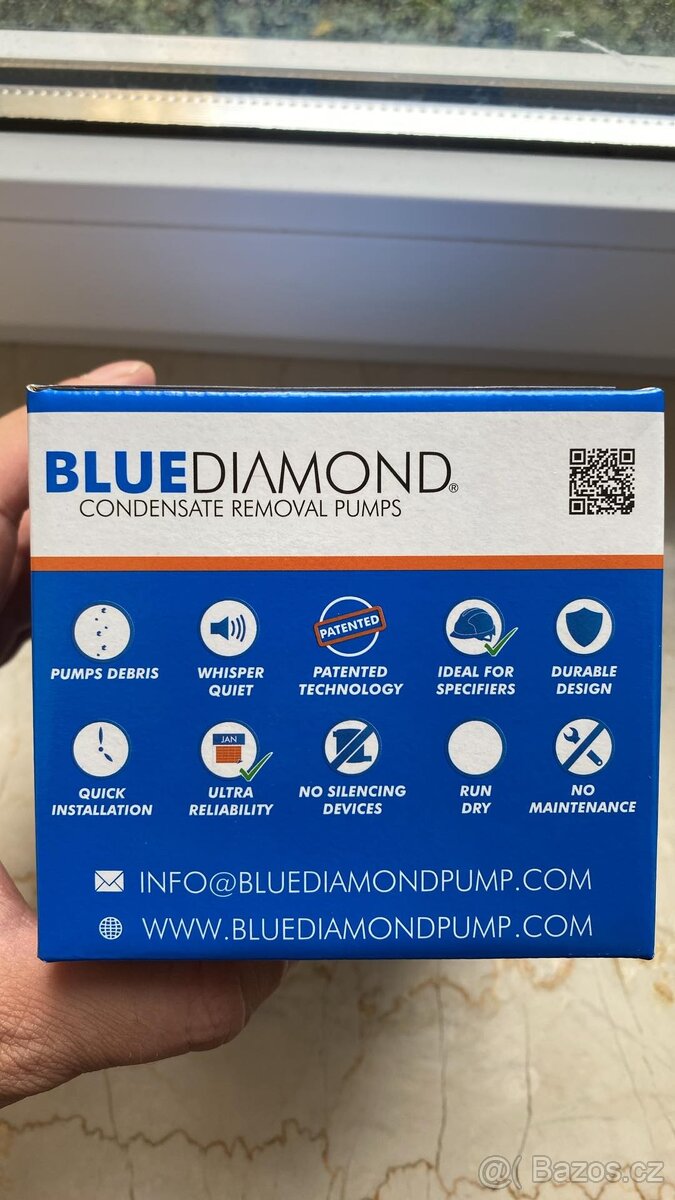 BLUEDIAMOND®
CONDENSATE REMOVAL PUMPS
PUMPS DEBRIS
WHISPER
QUIET
PATENTED
PATENTED
TECHNOLOGY
IDEAL FOR
SPECIFIERS
DURABLE
DESIGN
QUICK
INSTALLATION
JAN
ULTRA
RELIABILITY
NO SILENCING
DEVICES
RUN
DRY
NO
MAINTENANCE
INFO@BLUEDIAMONDPUMP.COM
WWW.BLUEDIAMONDPUMP.COM
Bazos.cz